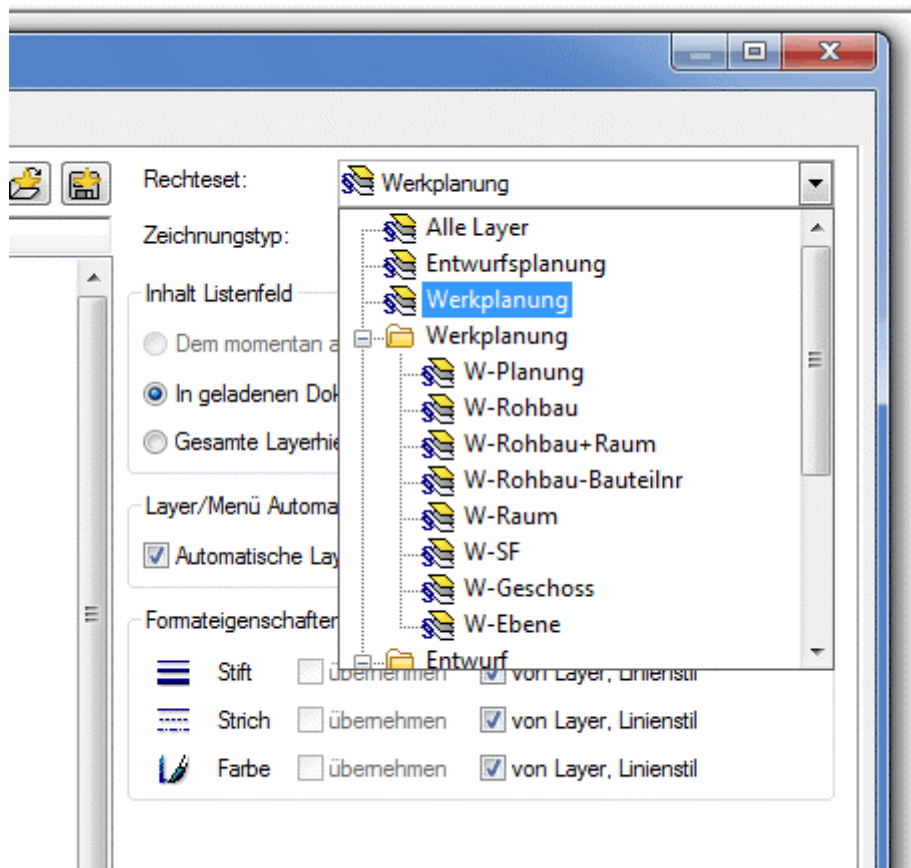 Rechteset: Werkplanung
Zeichnungstyp:
Alle Layer
Entwurfsplanung
Werkplanung
Werkplanung
W-Planung
W-Rohbau
W-Rohbau+Raum
W-Rohbau-Bauteilnr
W-Raum
W-SF
W-Geschoss
W-Ebene
Entwurf
Inhalt Listenfeld
Dem momentan a
In geladenen Dok
Gesamte Layerhie
Layer/Menü Automa
Automatische Lay
Formateigenschafter
Stift übernehmen von Layer, Linienstil
Strich übernehmen von Layer, Linienstil
Farbe übernehmen von Layer, Linienstil